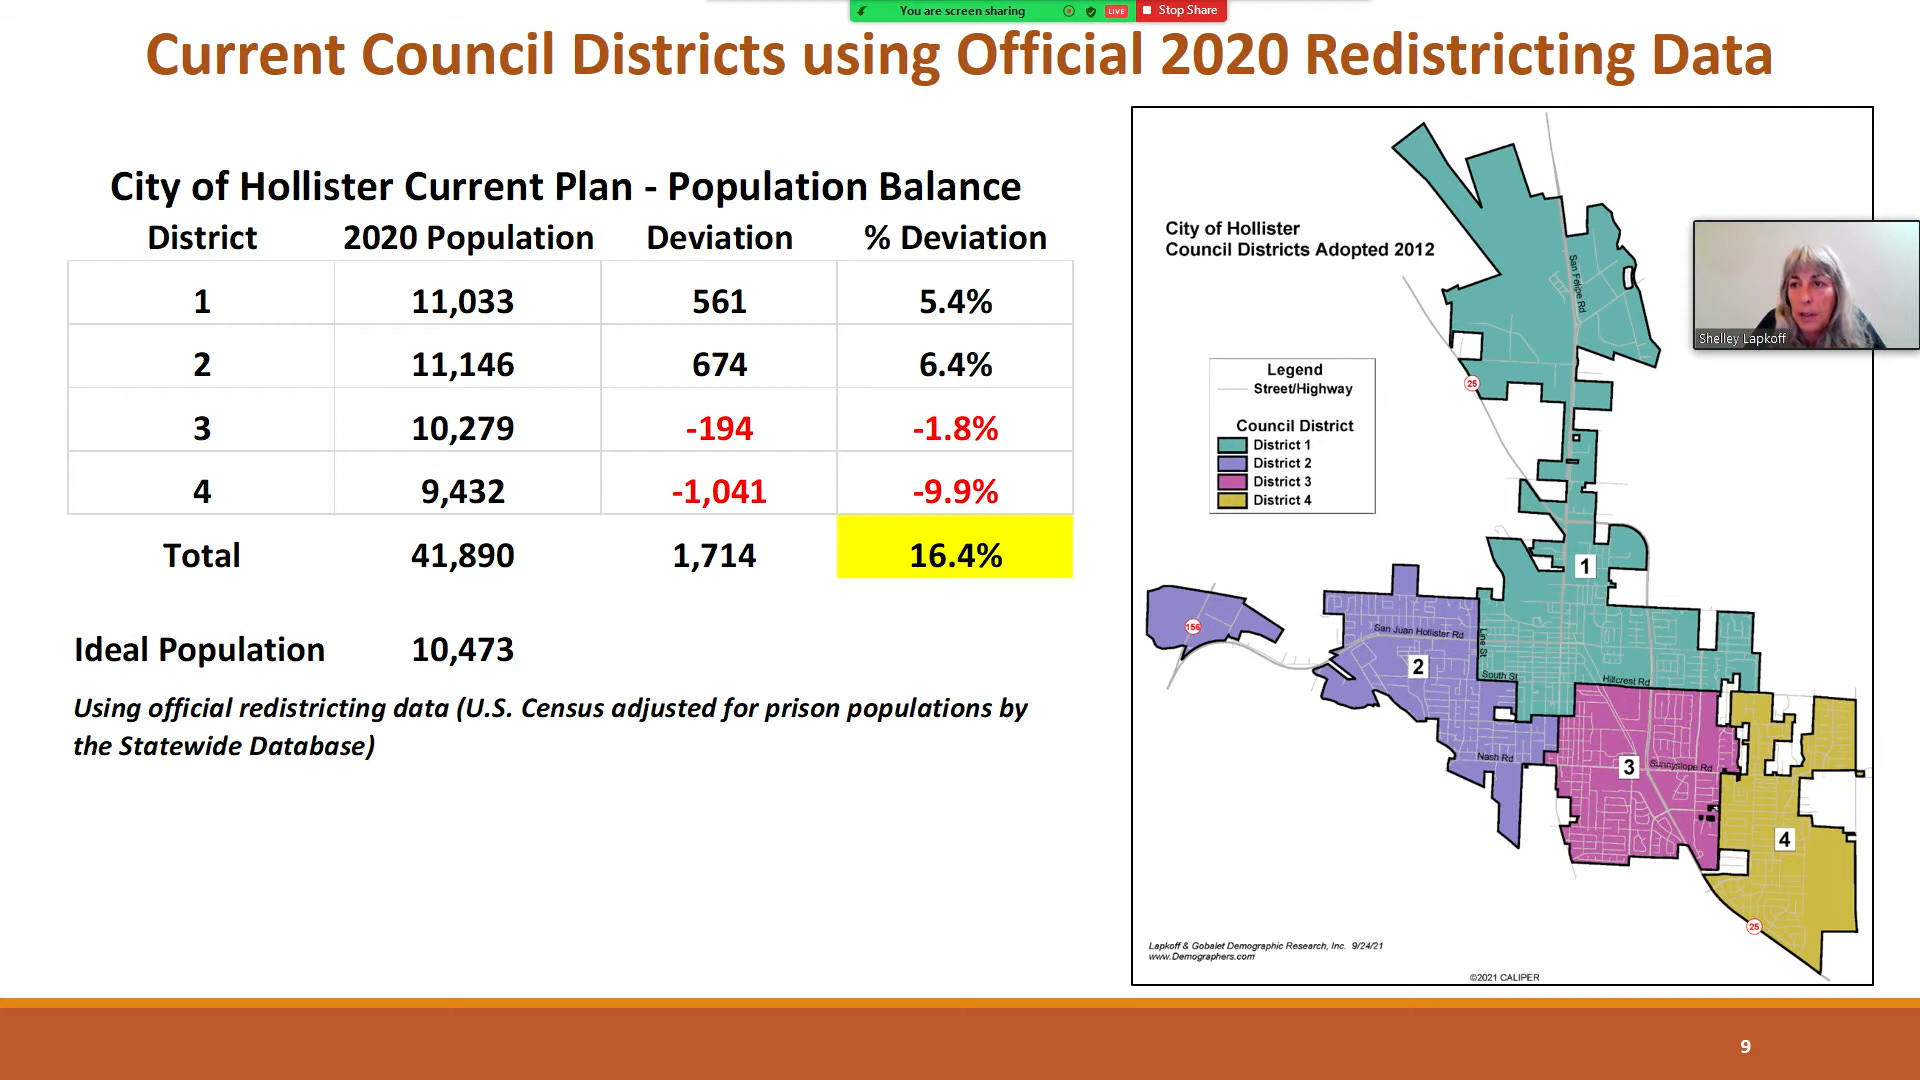 You are screen sharing LIVE Stop Share
Current Council Districts using Official 2020 Redistricting Data
City of Hollister Current Plan - Population Balance
District 2020 Population Deviation % Deviation
1 11,033 561 5.4%
2 11,146 674 6.4%
3 10,279 -194 -1.8%
4 9,432 -1,041 -9.9%
Total 41,890 1,714 16.4%
Ideal Population 10,473
Using official redistricting data (U.S. Census adjusted for prison populations by
the Statewide Database)
City of Hollister
Council Districts Adopted 2012
Legend
Street/Highway
Council District
District 1
District 2
District 3
District 4
San Felipe Rd
25
1
156
San Juan Hollister Rd
Line St
2
South St
Hillcrest Rd
Nash Rd
3
Sunnyslope Rd
4
25
Lapkoff & Gobalet Demographic Research, Inc. 9/24/21
www.Demographers.com
©2021 CALIPER
Shelley Lapkoff
9